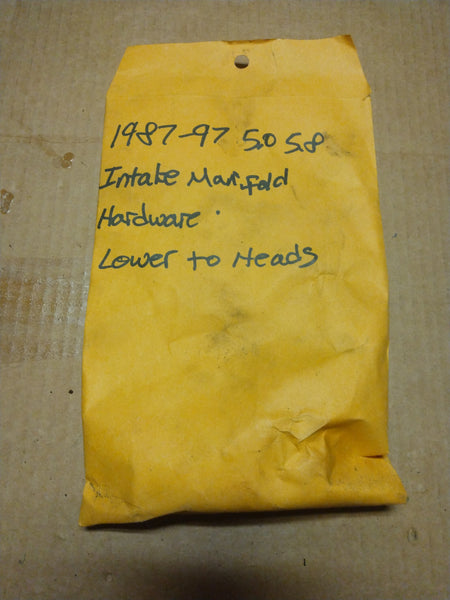 1987-97 5.0 5.8
Intake Manifold
Hardware
Lower to Heads